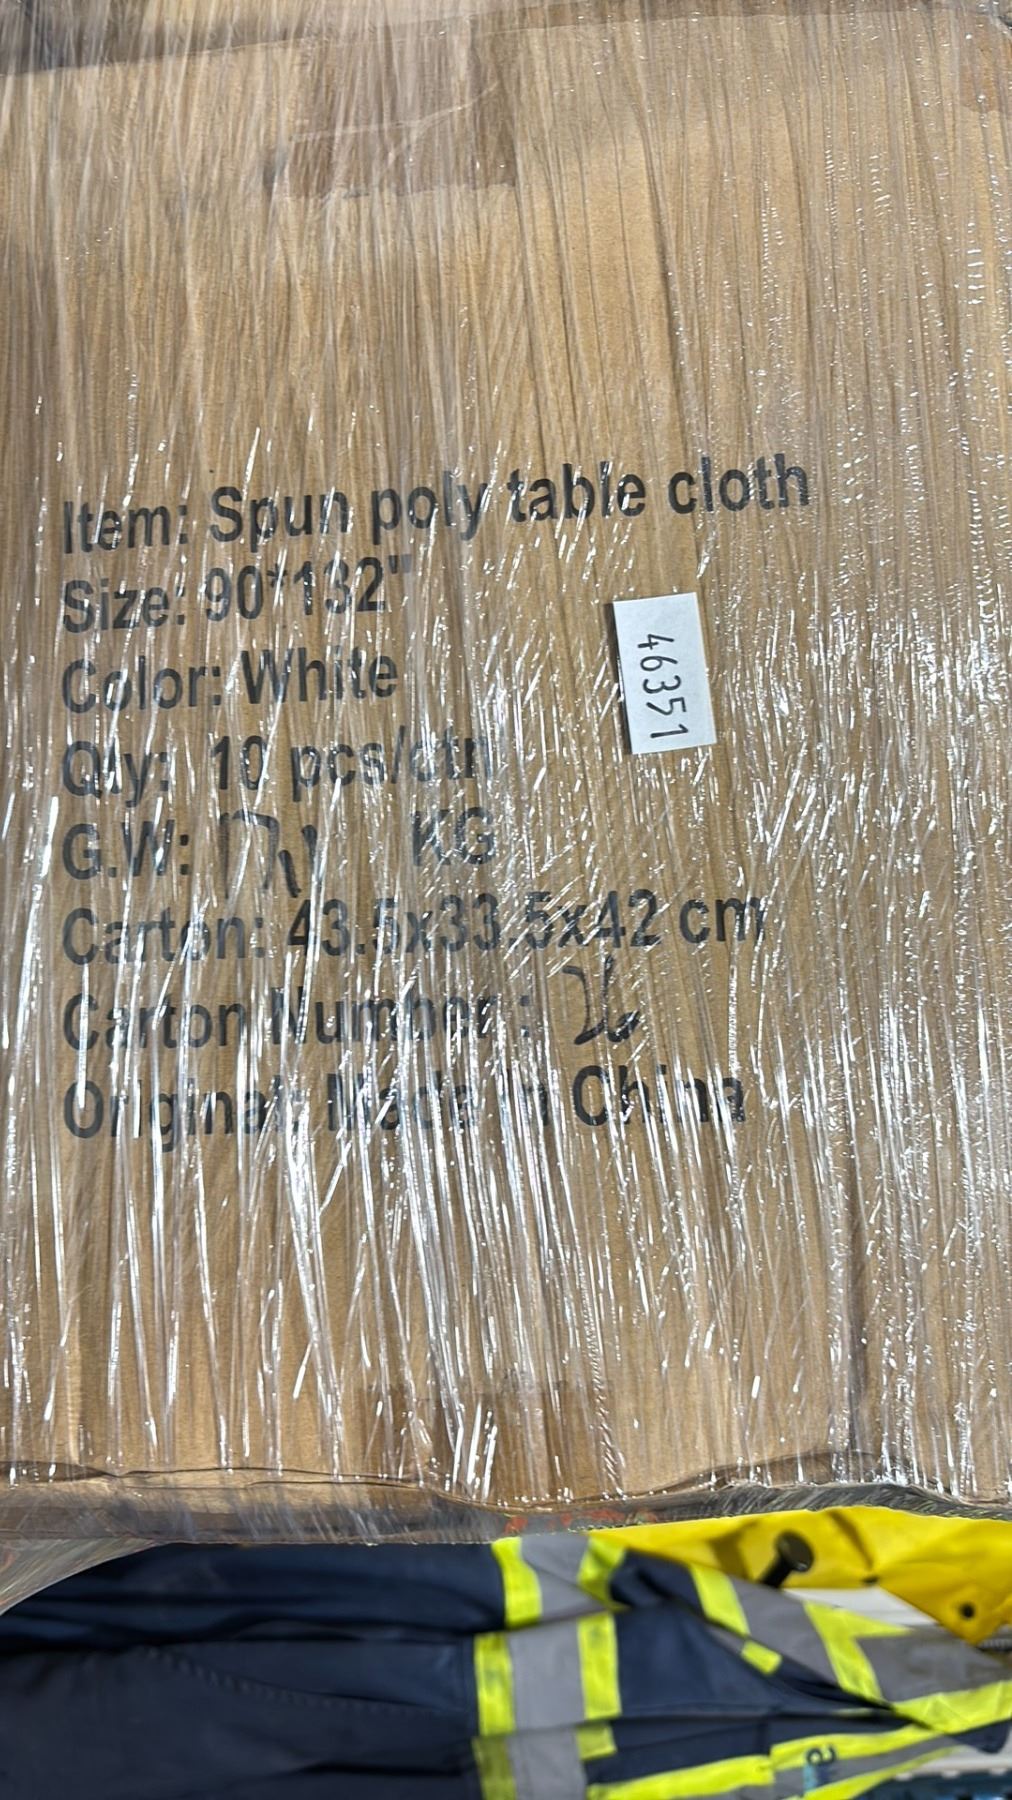 Item: Spun poly table cloth
Size: 90*132"
Color: White
46351
Qty: 10 pcs/ctn
G.W: KG
Carton: 43.5x33.5x42 cm
Carton Number: 26
Original: Made in China